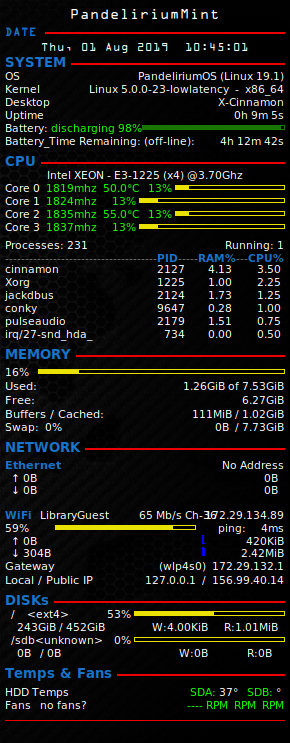 PandeliriumMint
DATE
Thu, 01 Aug 2019 10:45:01
SYSTEM
OS PandeliriumOS (Linux 19.1)
Kernel Linux 5.0.0-23-lowlatency - x86_64
Desktop X-Cinnamon
Uptime 0h 9m 5s
Battery: discharging 98%
Battery_Time Remaining: (off-line): 4h 12m 42s
CPU
Intel XEON - E3-1225 (x4) @3.70Ghz
Core 0 1819mhz 50.0°C 13%
Core 1 1824mhz 13%
Core 2 1835mhz 55.0°C 13%
Core 3 1837mhz 13%
Processes: 231 Running: 1
PID RAM% CPU%
cinnamon 2127 4.13 3.50
Xorg 1225 1.00 2.25
jackdbus 2124 1.73 1.25
conky 9647 0.28 1.00
pulseaudio 2179 1.51 0.75
irq/27-snd_hda_ 734 0.00 0.50
MEMORY
16%
Used: 1.26GiB of 7.53GiB
Free: 6.27GiB
Buffers / Cached: 111MiB / 1.02GiB
Swap: 0% 0B / 7.73GiB
NETWORK
Ethernet No Address
↑ 0B 0B
↓ 0B 0B
WiFi LibraryGuest 65 Mb/s Ch-36 172.29.134.89
59% ping: 4ms
↑ 0B 420KiB
↓ 304B 2.42MiB
Gateway (wlp4s0) 172.29.132.1
Local / Public IP 127.0.0.1 / 156.99.40.14
DISKs
/ <ext4> 53%
243GiB / 452GiB W:4.00KiB R:1.01MiB
/sdb<unknown> 0%
0B / 0B W:0B R:0B
Temps & Fans
HDD Temps SDA: 37° SDB: °
Fans no fans? ---- RPM RPM RPM